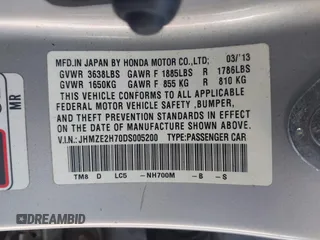 MFD.IN JAPAN BY HONDA MOTOR CO.,LTD; 03/'13
GVWR 3638LBS GAWR F 1885LBS R 1786LBS
GVWR 1650KG GAWR F 855 KG R 810 KG
THIS VEHICLE CONFORMS TO ALL APPLICABLE
FEDERAL MOTOR VEHICLE SAFETY ,BUMPER,
AND THEFT PREVENTION STANDARDS IN EFFECT
ON THE DATE OF MANUFACTURE SHOWN ABOVE.
V.I.N.:JHMZE2H70DS005200 TYPE:PASSENGER CAR
TM8 O LC5 -NH700M -B -S
MR
DREAMBID